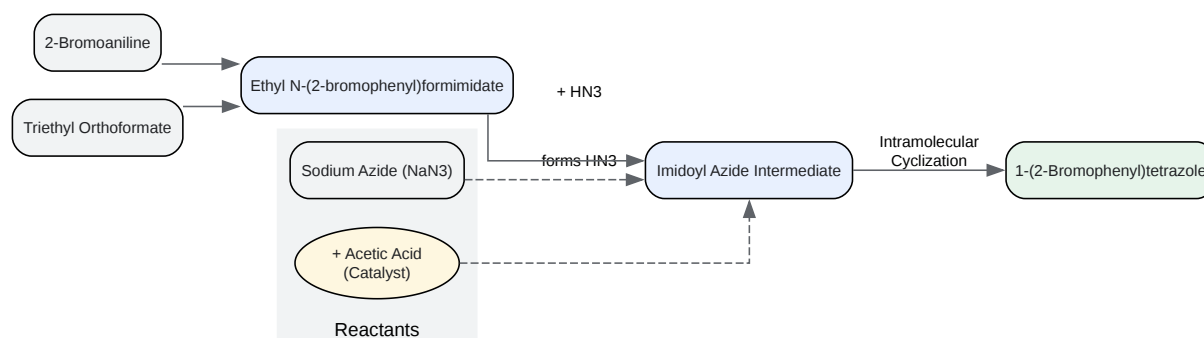 2-Bromoaniline
Triethyl Orthoformate
Ethyl N-(2-bromophenyl)formimidate
+ HN3
forms HN3
Sodium Azide (NaN3)
+ Acetic Acid
(Catalyst)
Reactants
Imidoyl Azide Intermediate
Intramolecular
Cyclization
1-(2-Bromophenyl)tetrazole